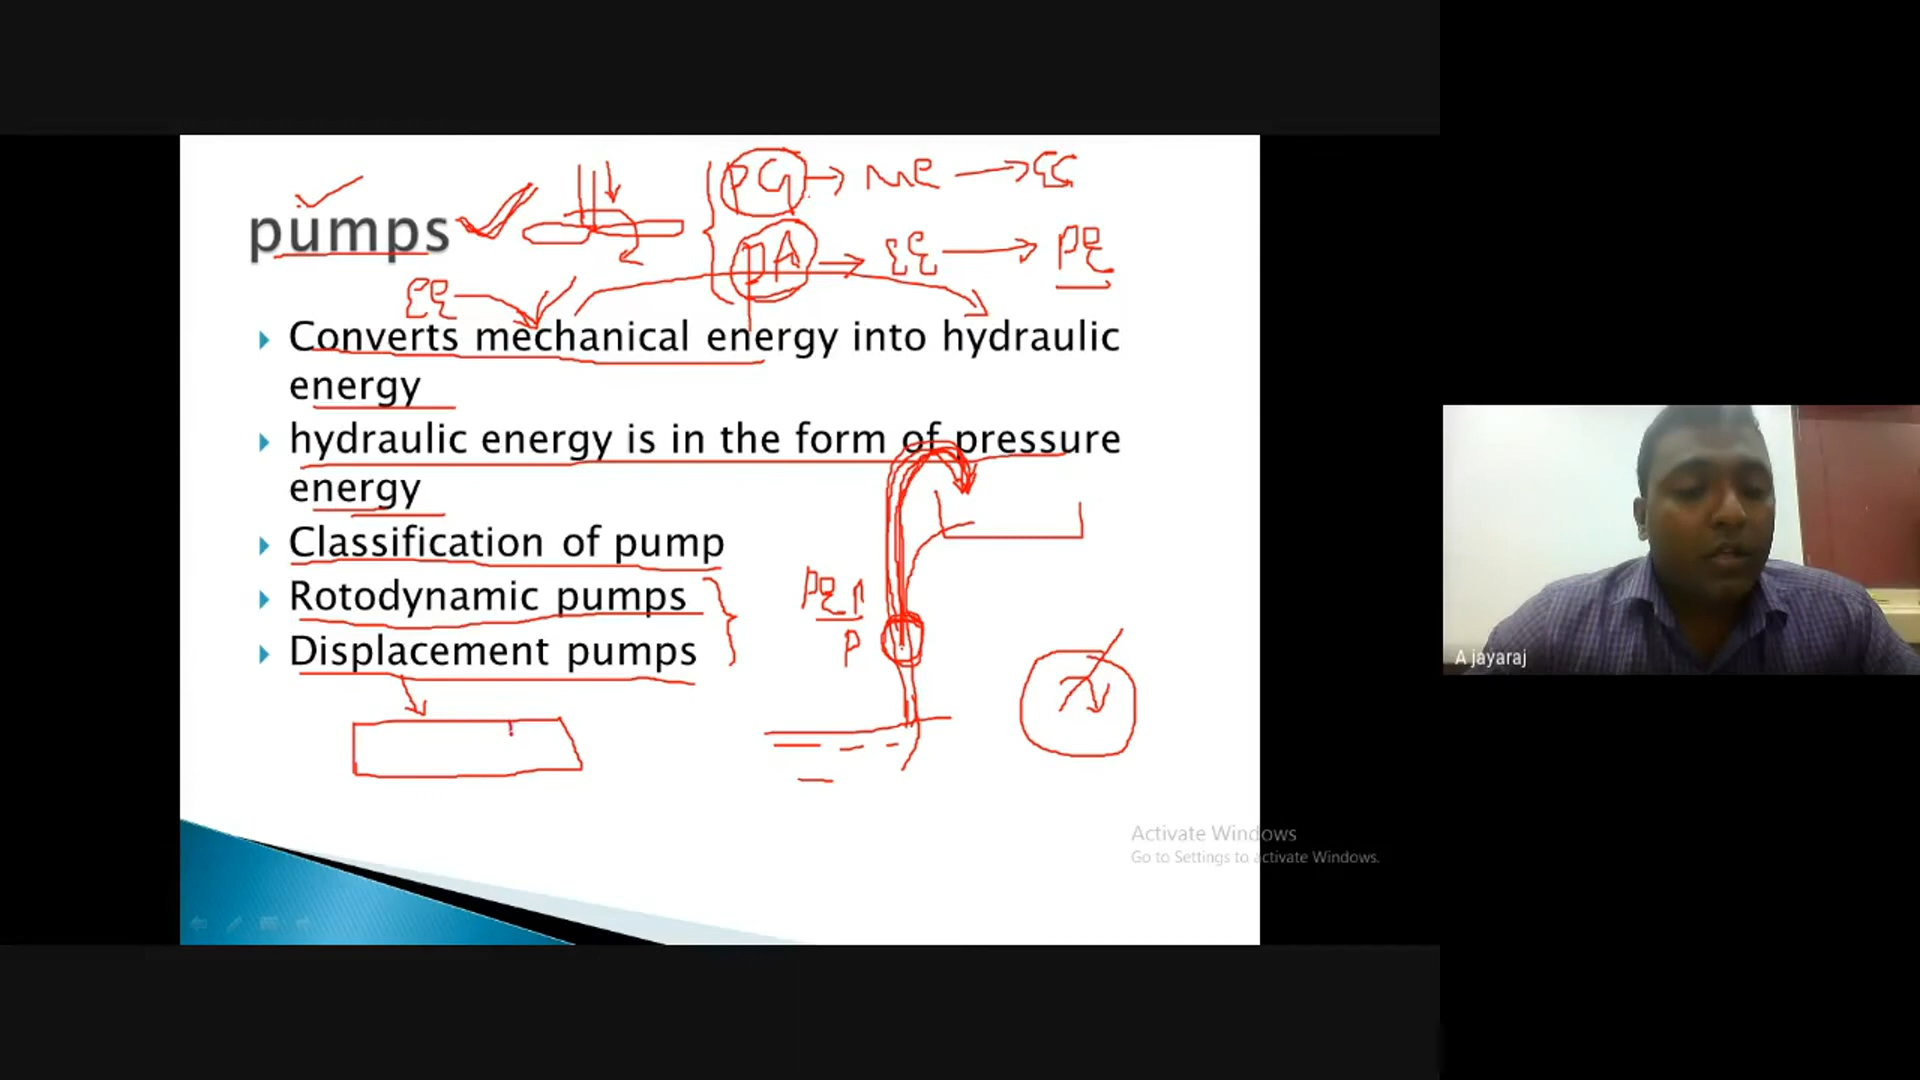 PG → ME → EE
pumps
PA → EE → PE
EE
Converts mechanical energy into hydraulic
energy
hydraulic energy is in the form of pressure
energy
Classification of pump
Rotodynamic pumps
PE ↑
Displacement pumps
P
A jayaraj
Activate Windows
Go to Settings to activate Windows.